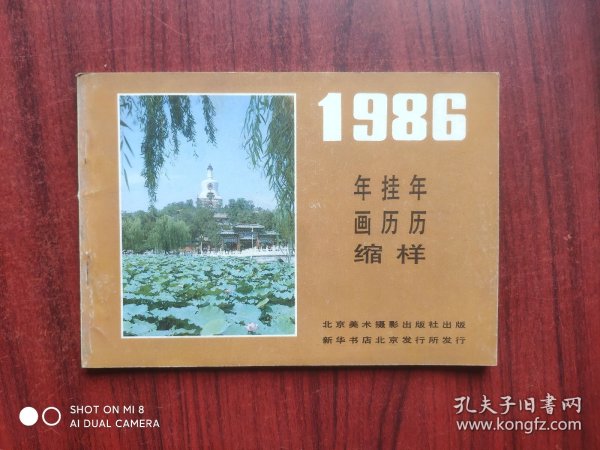 1986
年挂年
画历历
缩样
北京美术摄影出版社出版
新华书店北京发行所发行
SHOT ON MI 8
AI DUAL CAMERA
孔夫子旧书网
www.kongfz.com